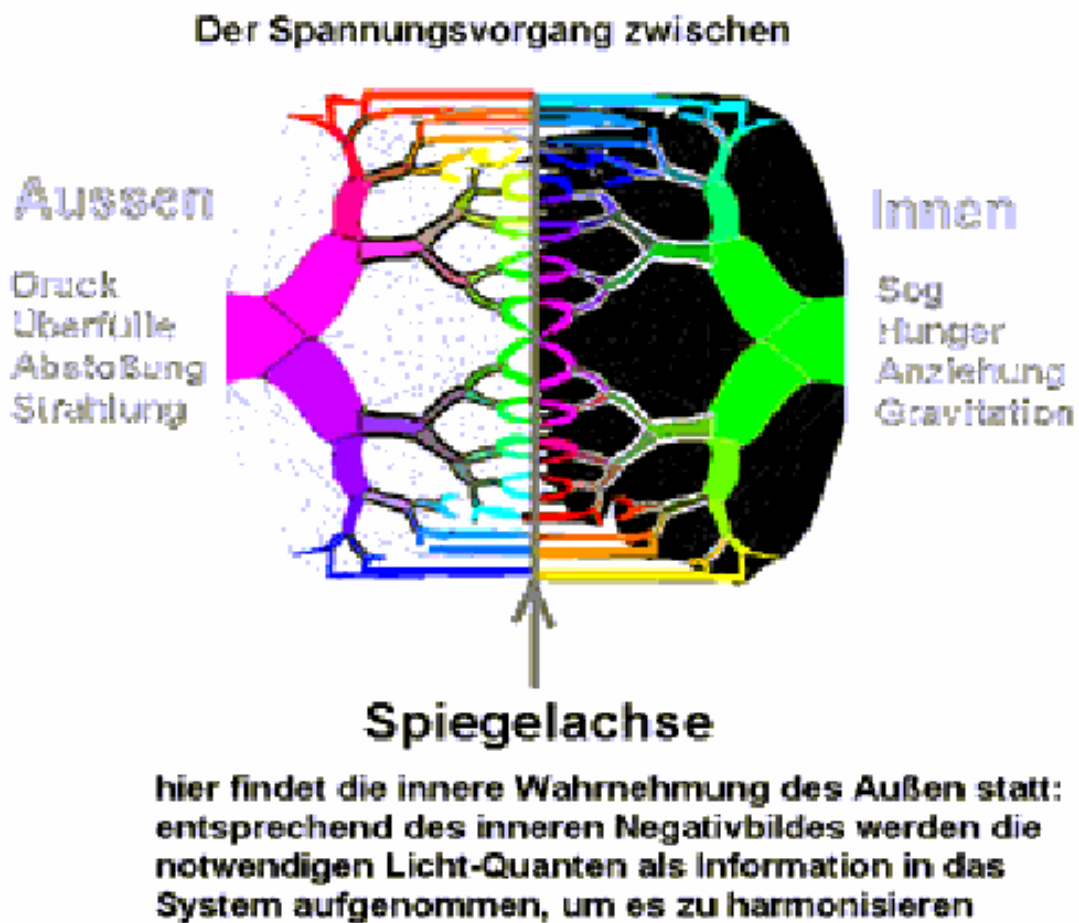 Der Spannungsvorgang zwischen
Aussen
Innen
Druck
Überfülle
Abstoßung
Strahlung
Sog
Hunger
Anziehung
Gravitation
Spiegelachse
hier findet die innere Wahrnehmung des Außen statt:
entsprechend des inneren Negativbildes werden die
notwendigen Licht-Quanten als Information in das
System aufgenommen, um es zu harmonisieren